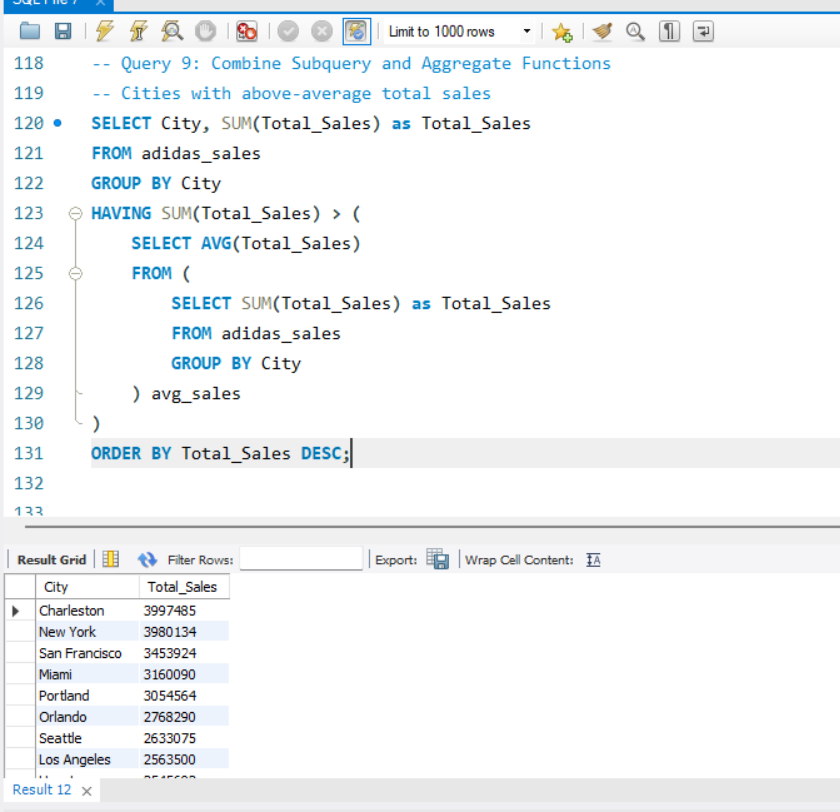 SQL File 7 ×
Limit to 1000 rows
118 -- Query 9: Combine Subquery and Aggregate Functions
119 -- Cities with above-average total sales
120 SELECT City, SUM(Total_Sales) as Total_Sales
121 FROM adidas_sales
122 GROUP BY City
123 HAVING SUM(Total_Sales) > (
124 SELECT AVG(Total_Sales)
125 FROM (
126 SELECT SUM(Total_Sales) as Total_Sales
127 FROM adidas_sales
128 GROUP BY City
129 ) avg_sales
130 )
131 ORDER BY Total_Sales DESC;
132
133
Result Grid Filter Rows: Export: Wrap Cell Content: IA
City Total_Sales
Charleston 3997485
New York 3980134
San Francisco 3453924
Miami 3160090
Portland 3054564
Orlando 2768290
Seattle 2633075
Los Angeles 2563500
Result 12 ×